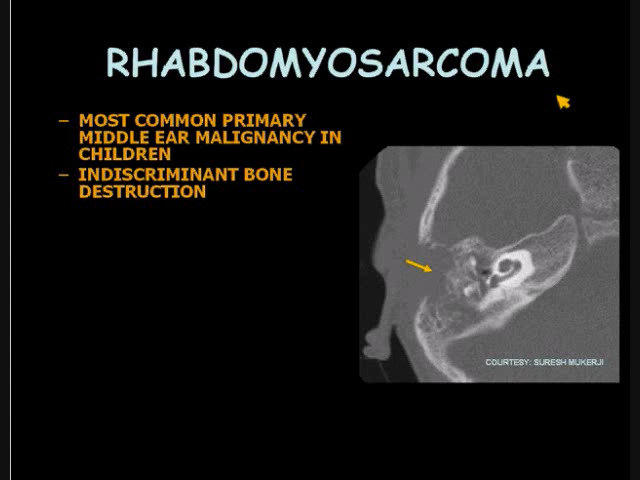 RHABDOMYOSARCOMA
– MOST COMMON PRIMARY
MIDDLE EAR MALIGNANCY IN
CHILDREN
– INDISCRIMINANT BONE
DESTRUCTION
COURTESY: SURESH MUKERJI